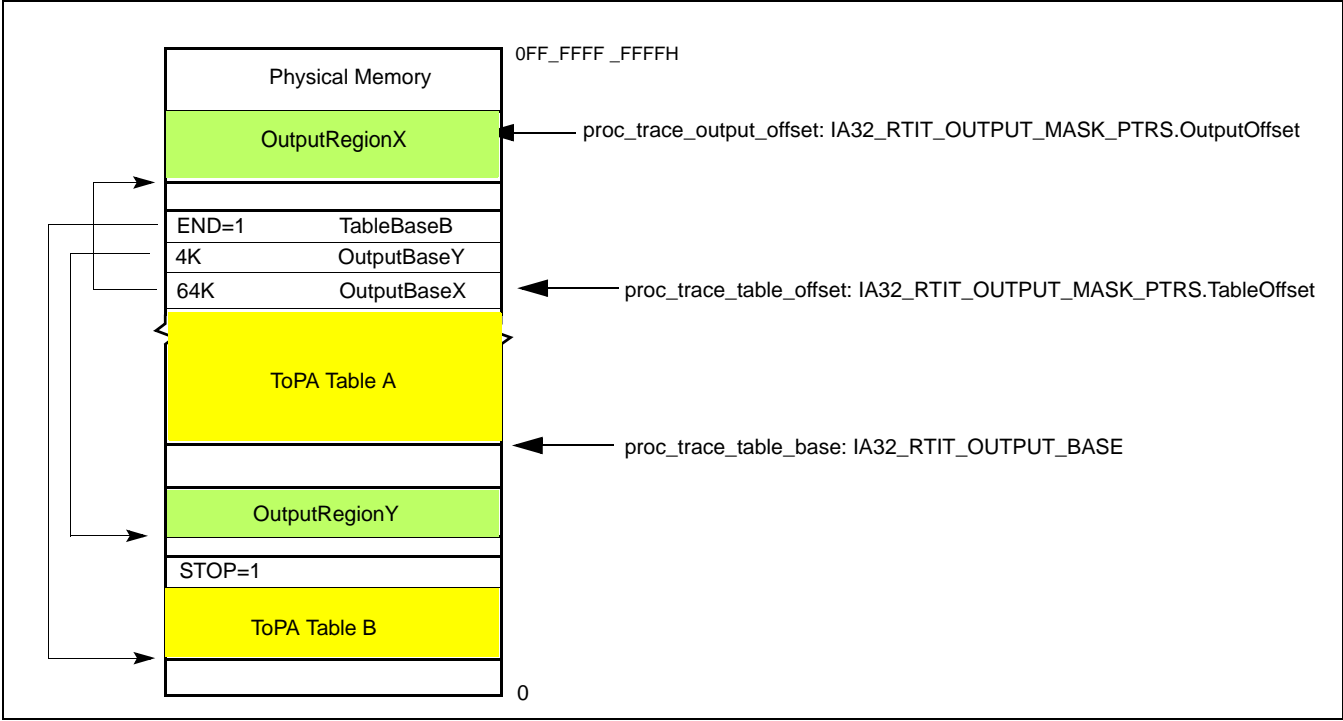 0FF_FFFF _FFFFH
Physical Memory
OutputRegionX
proc_trace_output_offset: IA32_RTIT_OUTPUT_MASK_PTRS.OutputOffset
END=1 TableBaseB
4K OutputBaseY
64K OutputBaseX
proc_trace_table_offset: IA32_RTIT_OUTPUT_MASK_PTRS.TableOffset
ToPA Table A
proc_trace_table_base: IA32_RTIT_OUTPUT_BASE
OutputRegionY
STOP=1
ToPA Table B
0